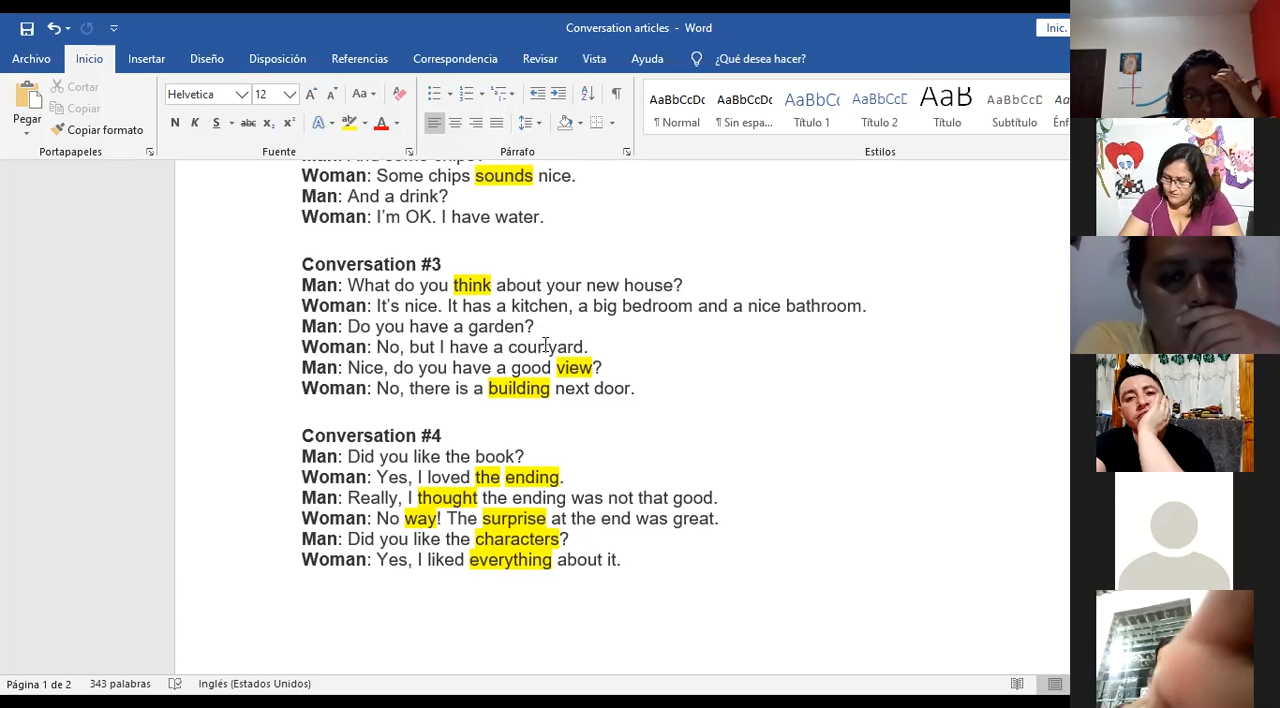 Conversation articles - Word
Inic.
Archivo Inicio Insertar Diseño Disposición Referencias Correspondencia Revisar Vista Ayuda ¿Qué desea hacer?
Pegar
Cortar
Copiar
Copiar formato
Helvetica 12 Aa
N K S abc x₂ x²
AaBbCcDc AaBbCcDc AaBbCcDc AaBbCcD AaB AaBbCcD
¶ Normal ¶ Sin espa... Título 1 Título 2 Título Subtítulo
Portapapeles Fuente Párrafo Estilos
Woman: Some chips sounds nice.
Man: And a drink?
Woman: I’m OK. I have water.
Conversation #3
Man: What do you think about your new house?
Woman: It’s nice. It has a kitchen, a big bedroom and a nice bathroom.
Man: Do you have a garden?
Woman: No, but I have a courtyard.
Man: Nice, do you have a good view?
Woman: No, there is a building next door.
Conversation #4
Man: Did you like the book?
Woman: Yes, I loved the ending.
Man: Really, I thought the ending was not that good.
Woman: No way! The surprise at the end was great.
Man: Did you like the characters?
Woman: Yes, I liked everything about it.
Página 1 de 2 343 palabras Inglés (Estados Unidos)